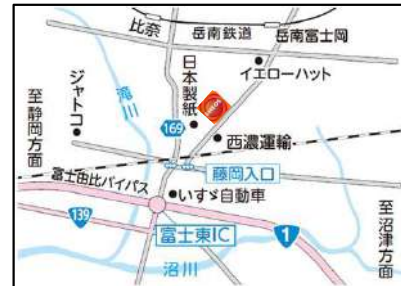 比奈
岳南鉄道
岳南富士岡
イエローハット
日本製紙
ジャトコ
滝川
169
西濃運輸
至静岡方面
藤岡入口
富士由比バイパス
いすゞ自動車
139
富士東IC
1
沼川
至沼津方面